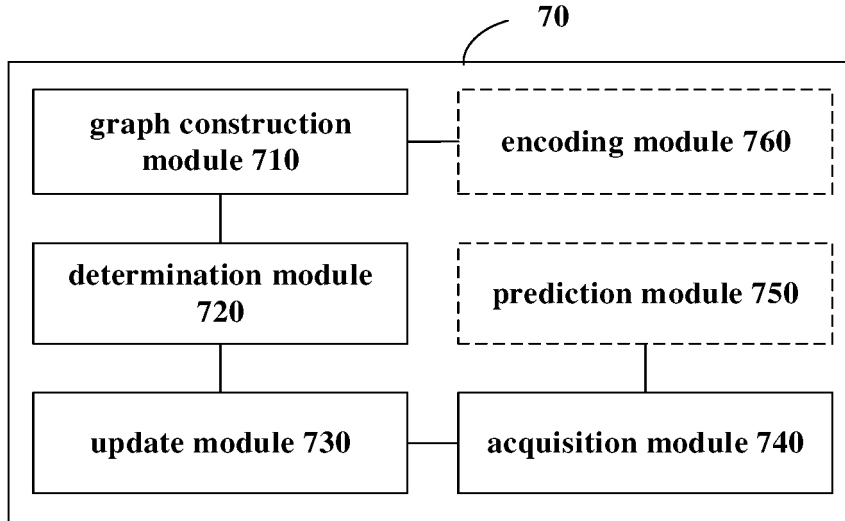 70
graph construction
module 710
encoding module 760
determination module
720
prediction module 750
update module 730
acquisition module 740